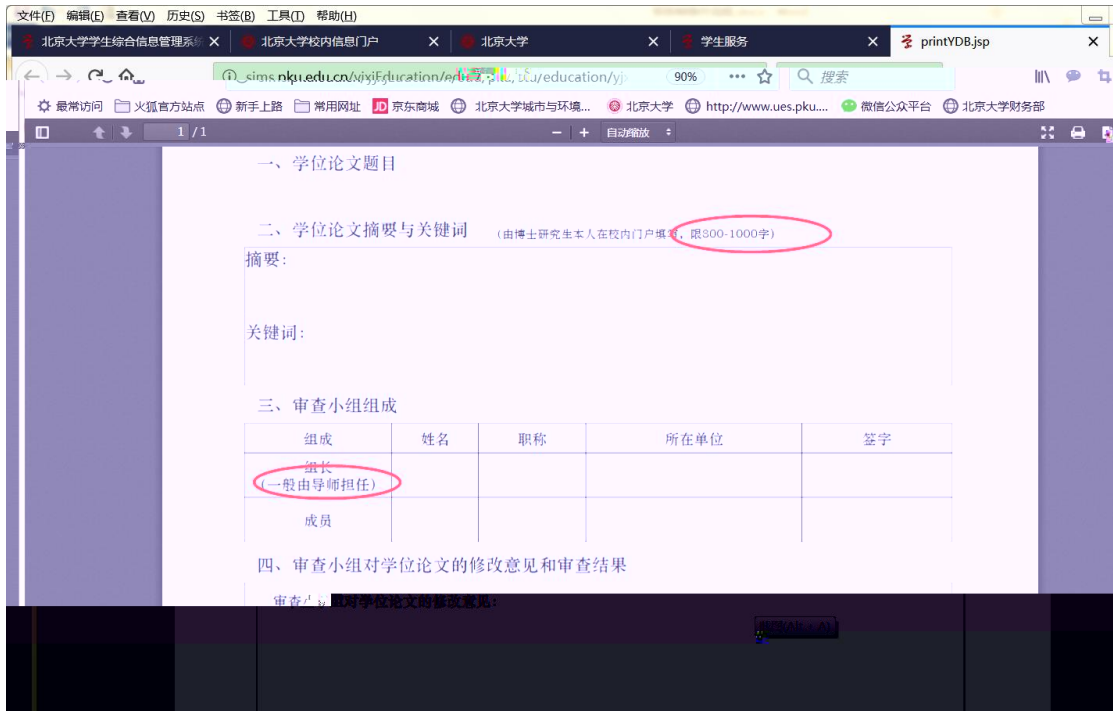 文件(F) 编辑(E) 查看(V) 历史(S) 书签(B) 工具(T) 帮助(H)
北京大学学生综合信息管理系统 北京大学校内信息门户 北京大学 学生服务 printYDB.jsp
90% 搜索
最常访问 火狐官方站点 新手上路 常用网址 JD 京东商城 北京大学城市与环境... 北京大学 http://www.ues.pku.... 微信公众平台 北京大学财务部
1 / 1 自动缩放
一、学位论文题目
二、学位论文摘要与关键词 (由博士研究生本人在校内门户填写，限800-1000字)
摘要:
关键词:
三、审查小组组成
组成 姓名 职称 所在单位 签字
组长
(一般由导师担任)
成员
四、审查小组对学位论文的修改意见和审查结果
审查小组对学位论文的修改意见: